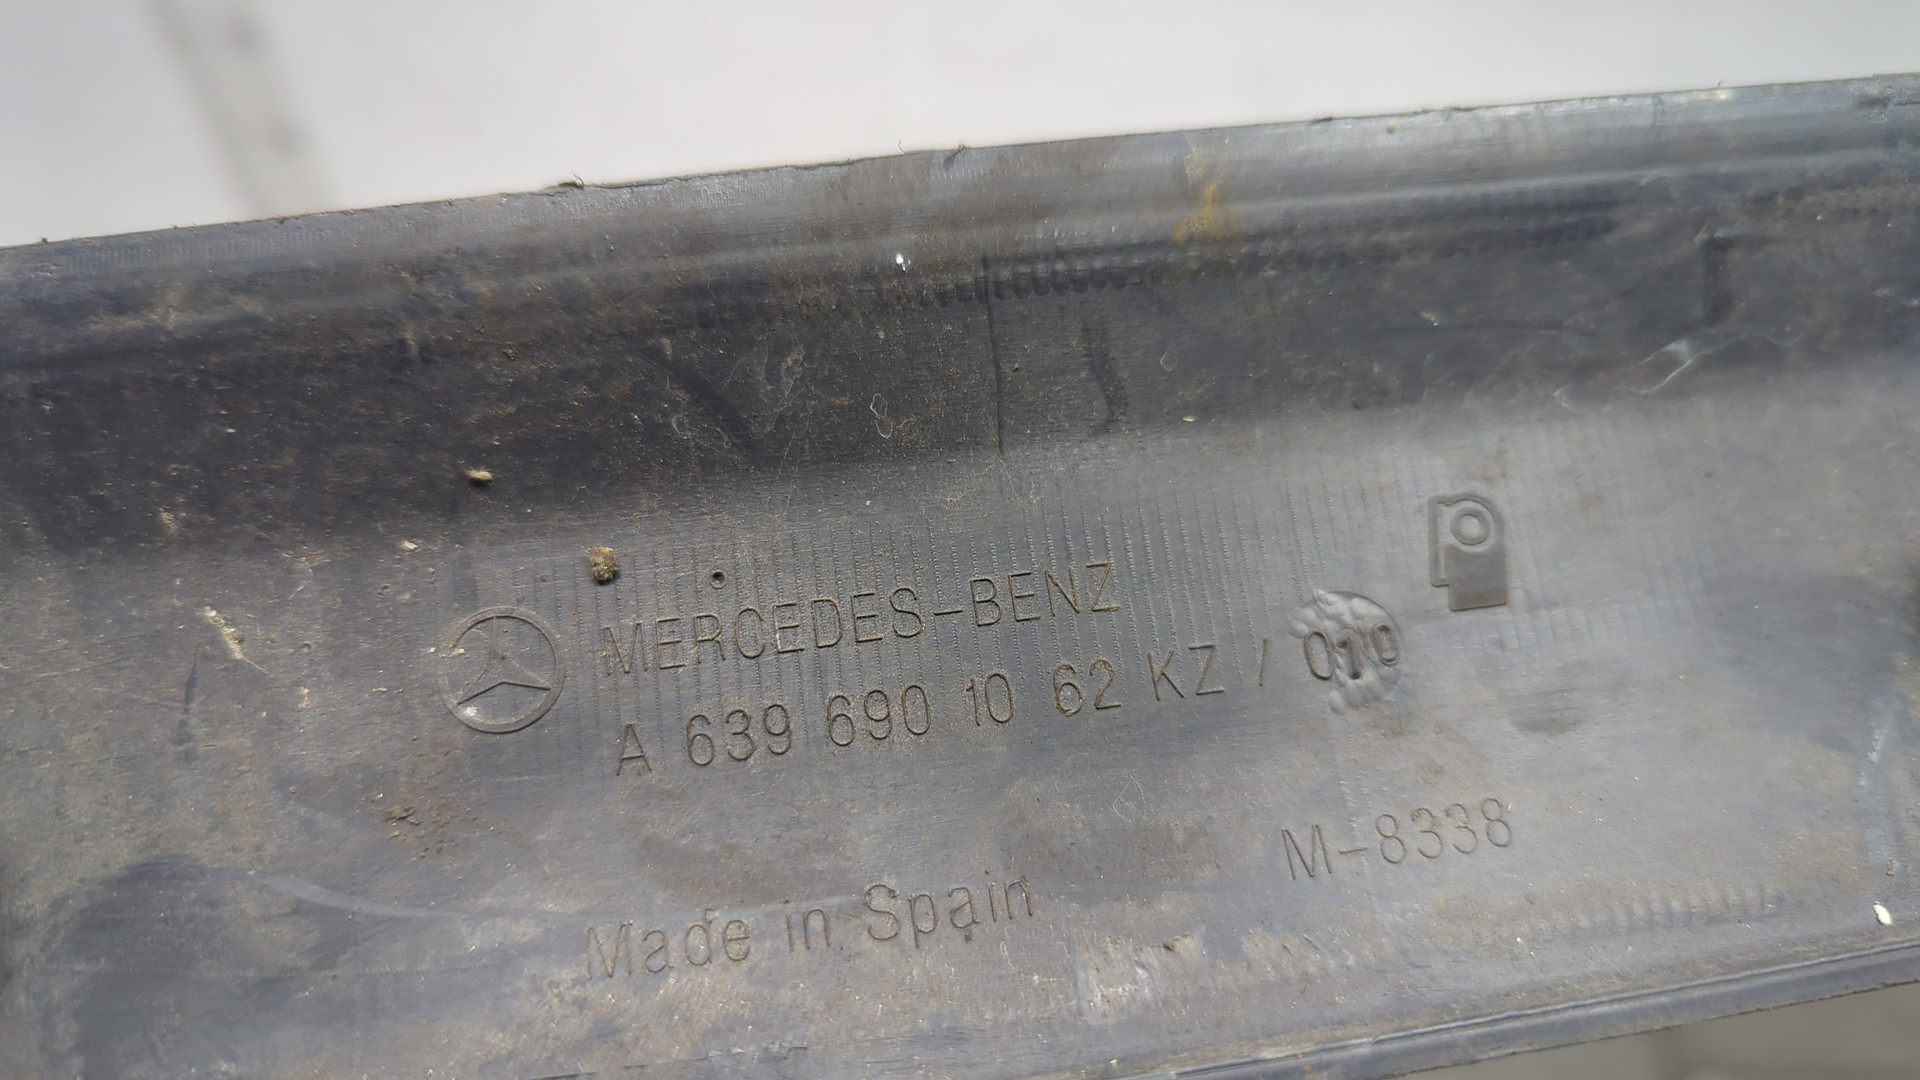 MERCEDES-BENZ
A 639 690 10 62 KZ / 010
M-8338
Made in Spain